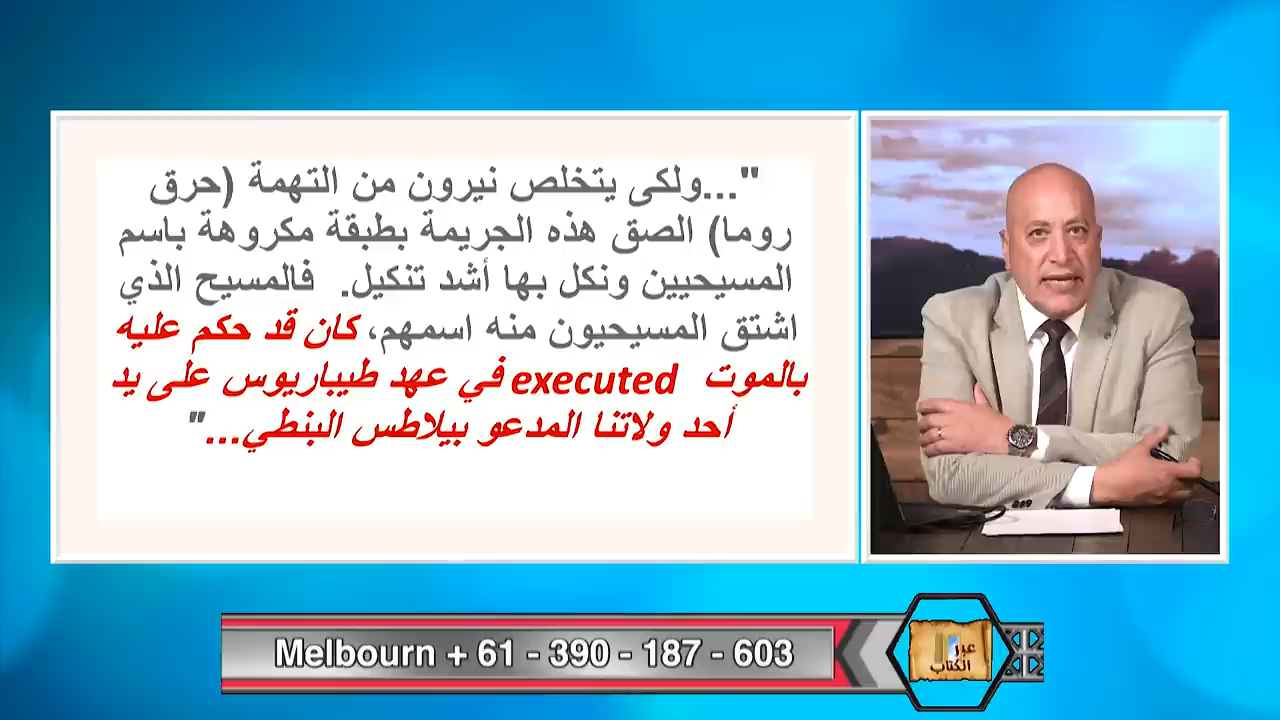 "...ولكى يتخلص نيرون من التهمة (حرق
روما) الصق هذه الجريمة بطبقة مكروهة باسم
المسيحيين ونكل بها أشد تنكيل. فالمسيح الذي
اشتق المسيحيون منه اسمهم، كان قد حكم عليه
بالموت executed في عهد طيباريوس على يد
أحد ولاتنا المدعو بيلاطس البنطي..."
Melbourn + 61 - 390 - 187 - 603
عبر
الكتاب